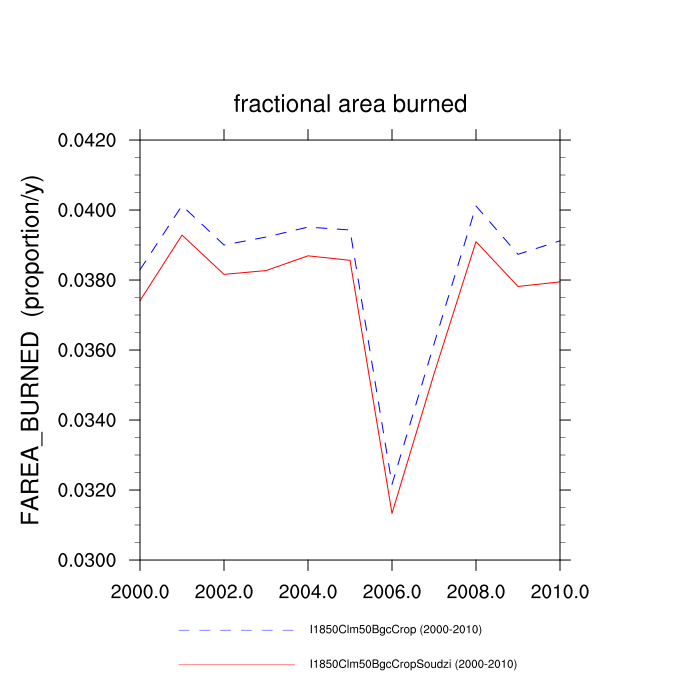 fractional area burned
FAREA_BURNED (proportion/y)
0.0420
0.0400
0.0380
0.0360
0.0340
0.0320
0.0300
2000.0 2002.0 2004.0 2006.0 2008.0 2010.0
I1850Clm50BgcCrop (2000-2010)
I1850Clm50BgcCropSoudzi (2000-2010)